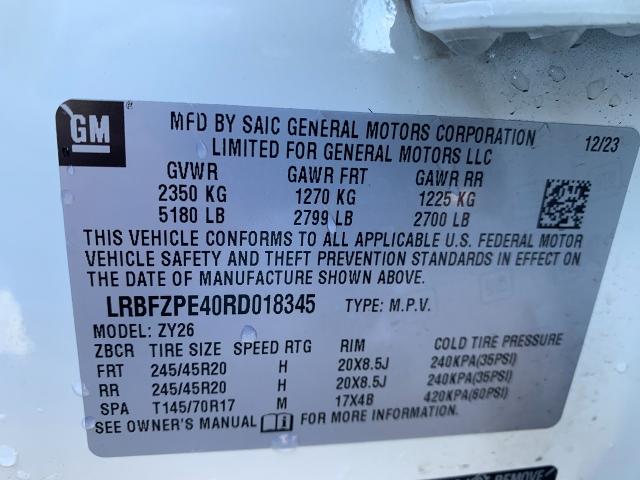 GM
MFD BY SAIC GENERAL MOTORS CORPORATION 12/23
LIMITED FOR GENERAL MOTORS LLC
GVWR GAWR FRT GAWR RR
2350 KG 1270 KG 1225 KG
5180 LB 2799 LB 2700 LB
THIS VEHICLE CONFORMS TO ALL APPLICABLE U.S. FEDERAL MOTOR
VEHICLE SAFETY AND THEFT PREVENTION STANDARDS IN EFFECT ON
THE DATE OF MANUFACTURE SHOWN ABOVE.
LRBFZPE40RD018345 TYPE: M.P.V.
MODEL: ZY26
ZBCR TIRE SIZE SPEED RTG RIM COLD TIRE PRESSURE
FRT 245/45R20 H 20X8.5J 240KPA(35PSI)
RR 245/45R20 H 20X8.5J 240KPA(35PSI)
SPA T145/70R17 M 17X4B 420KPA(60PSI)
SEE OWNER'S MANUAL FOR MORE INFORMATION.
REMOVE